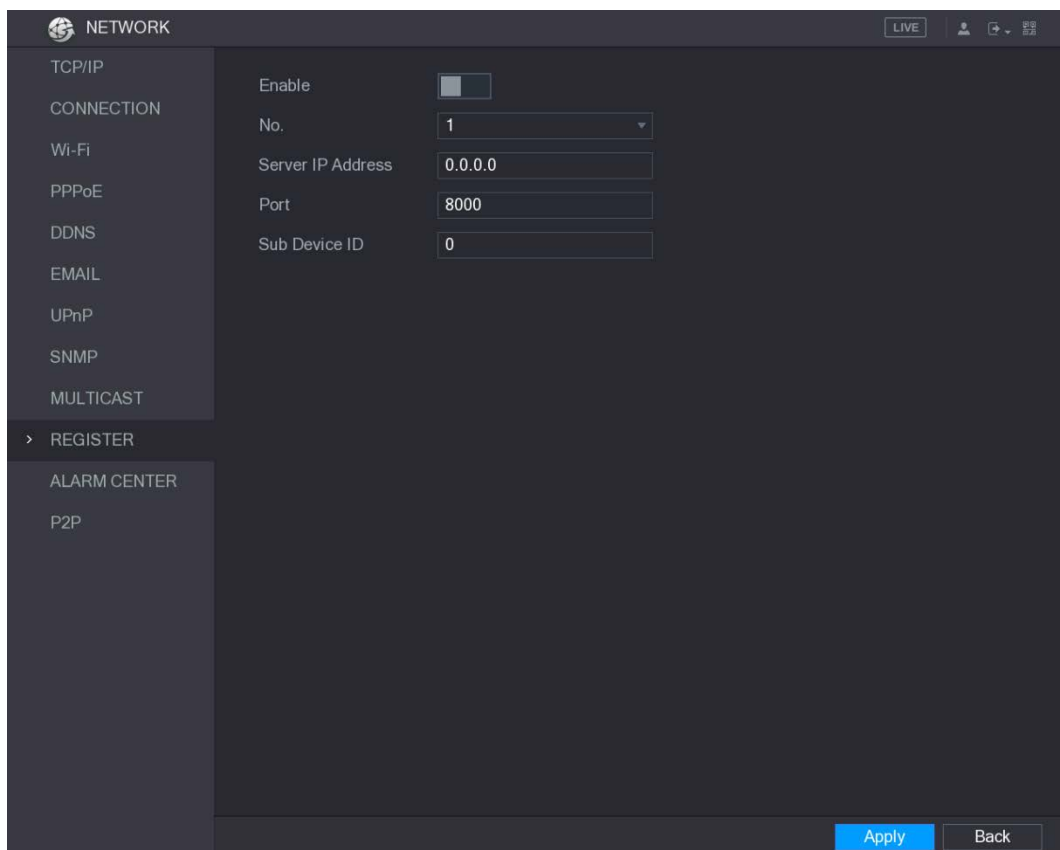 NETWORK
LIVE
TCP/IP
CONNECTION
Wi-Fi
PPPoE
DDNS
EMAIL
UPnP
SNMP
MULTICAST
> REGISTER
ALARM CENTER
P2P
Enable
No. 1
Server IP Address 0.0.0.0
Port 8000
Sub Device ID 0
Apply Back